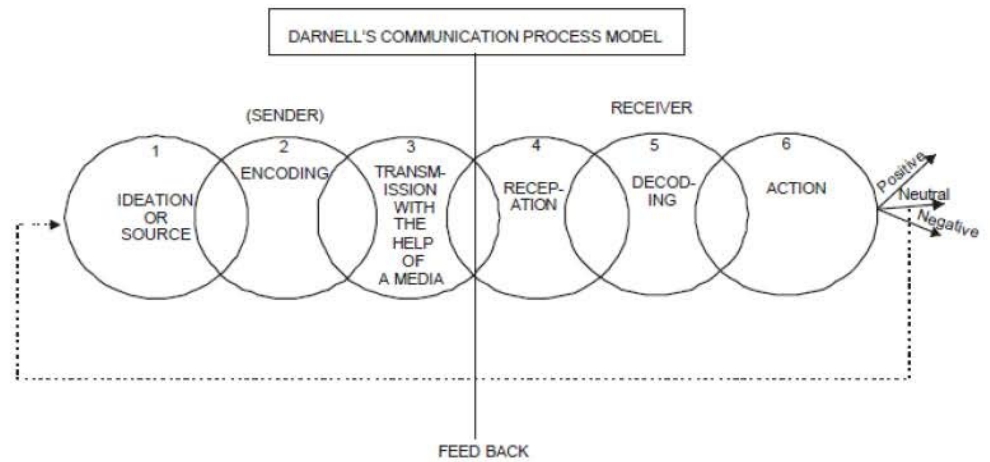 DARNELL'S COMMUNICATION PROCESS MODEL
(SENDER)
RECEIVER
1
IDEATION
OR
SOURCE
2
ENCODING
3
TRANSM-
ISSION
WITH
THE
HELP
OF
A MEDIA
4
RECEP-
ATION
5
DECOD-
ING
6
ACTION
Positive
Neutral
Negative
FEED BACK